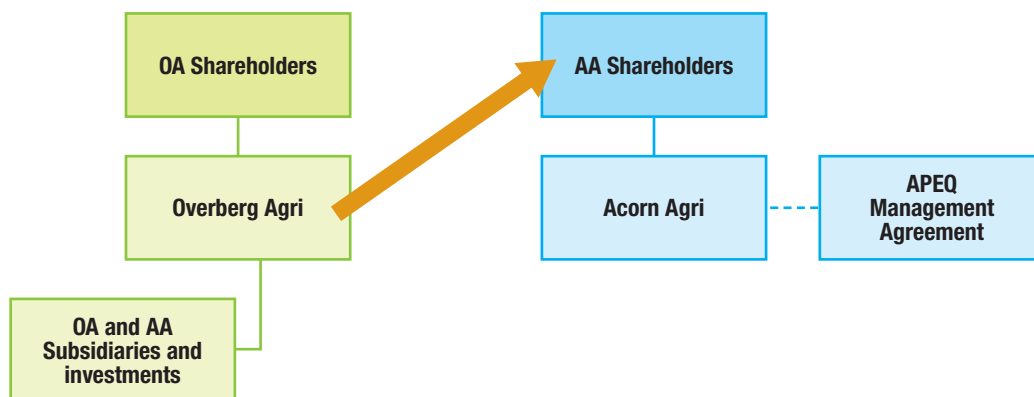 OA Shareholders
AA Shareholders
Overberg Agri
Acorn Agri
APEQ
Management
Agreement
OA and AA
Subsidiaries and
investments